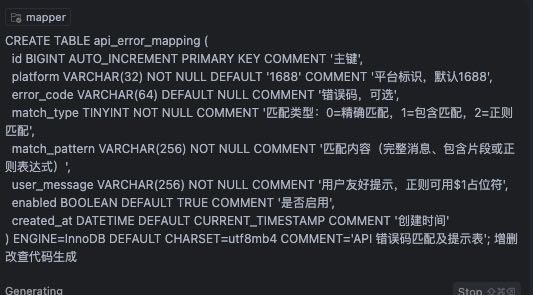 mapper
CREATE TABLE api_error_mapping (
id BIGINT AUTO_INCREMENT PRIMARY KEY COMMENT '主键',
platform VARCHAR(32) NOT NULL DEFAULT '1688' COMMENT '平台标识，默认1688',
error_code VARCHAR(64) DEFAULT NULL COMMENT '错误码，可选',
match_type TINYINT NOT NULL COMMENT '匹配类型：0=精确匹配，1=包含匹配，2=正则
匹配',
match_pattern VARCHAR(256) NOT NULL COMMENT '匹配内容（完整消息、包含片段或正
则表达式）',
user_message VARCHAR(256) NOT NULL COMMENT '用户友好提示，正则可用$1占位符',
enabled BOOLEAN DEFAULT TRUE COMMENT '是否启用',
created_at DATETIME DEFAULT CURRENT_TIMESTAMP COMMENT '创建时间'
) ENGINE=InnoDB DEFAULT CHARSET=utf8mb4 COMMENT='API 错误码匹配及提示表'; 增删
改查代码生成
Generating
Stop ⇧⌘⌫